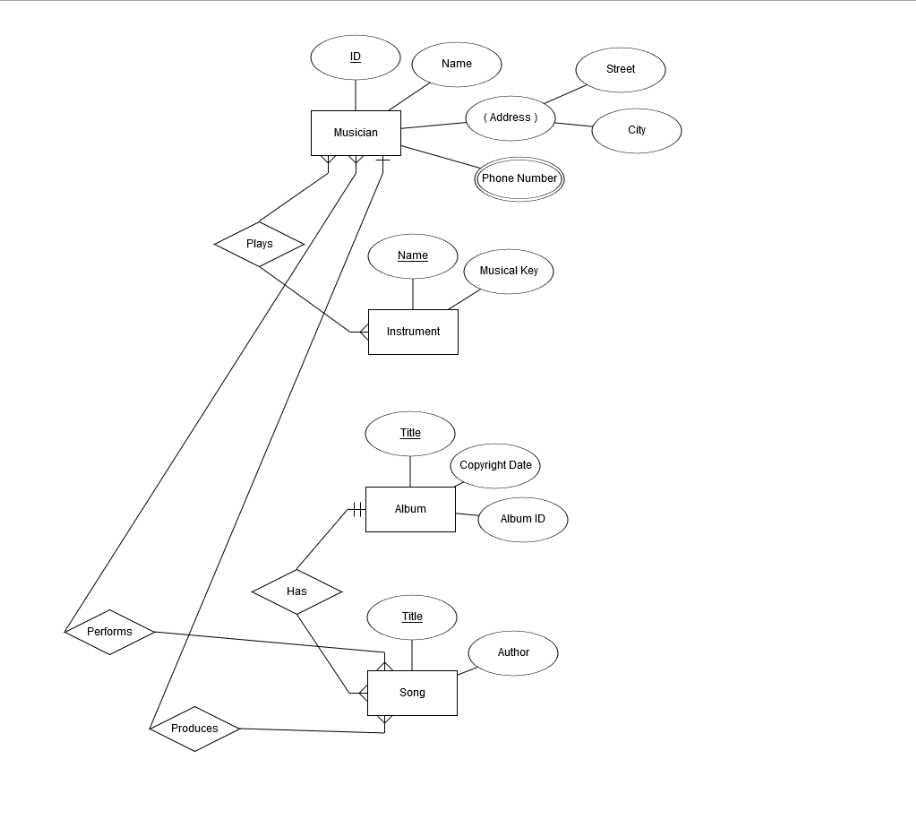 ID
Name
Street
( Address )
City
Musician
Phone Number
Plays
Name
Musical Key
Instrument
Title
Copyright Date
Album
Album ID
Has
Title
Performs
Author
Song
Produces